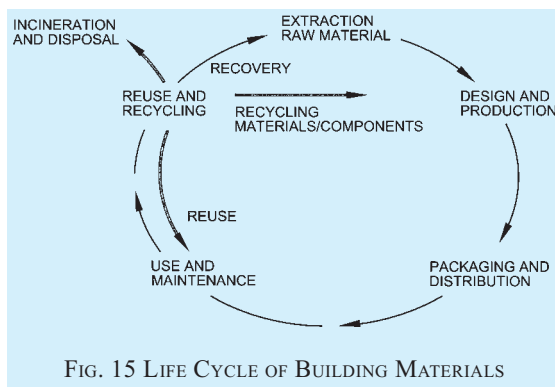 INCINERATION
AND DISPOSAL
EXTRACTION
RAW MATERIAL
RECOVERY
REUSE AND
RECYCLING
RECYCLING
MATERIALS/COMPONENTS
DESIGN AND
PRODUCTION
REUSE
USE AND
MAINTENANCE
PACKAGING AND
DISTRIBUTION
FIG. 15 LIFE CYCLE OF BUILDING MATERIALS